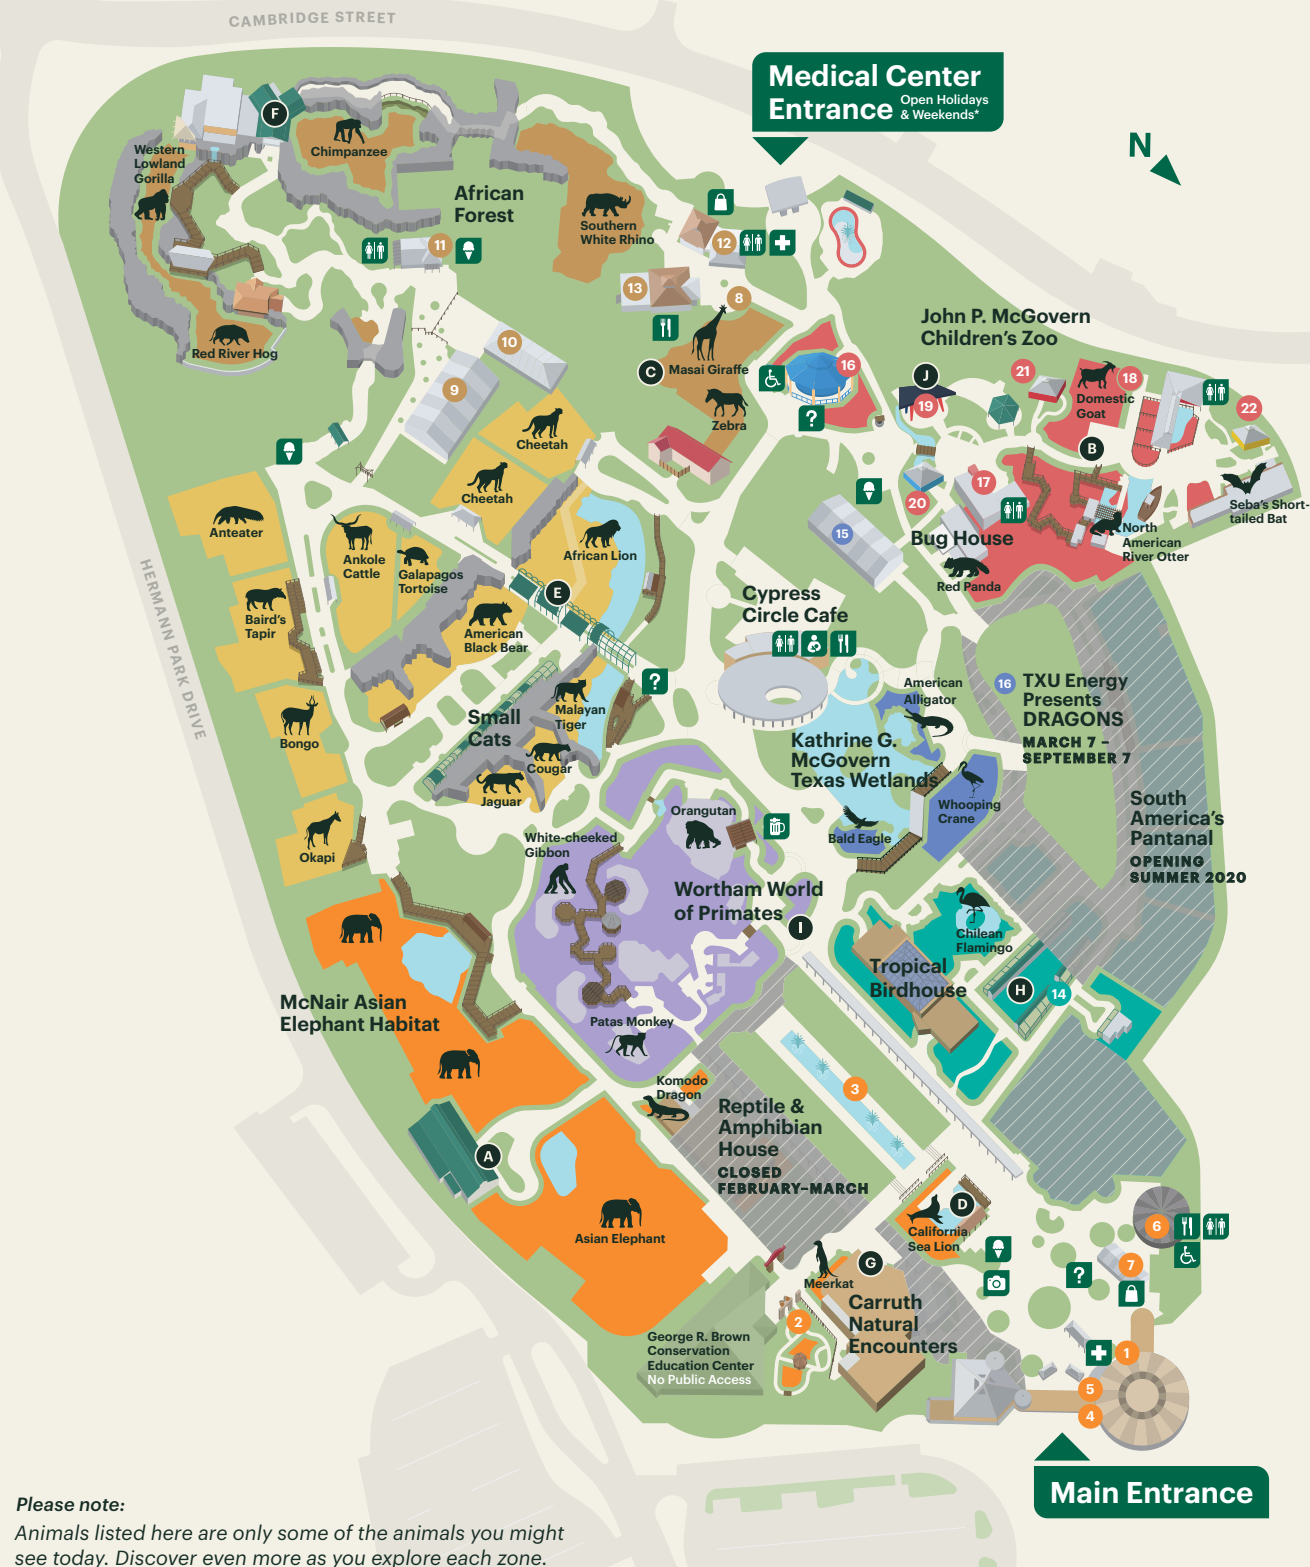 CAMBRIDGE STREET
Medical Center
Entrance
Open Holidays
& Weekends*
N
F
Chimpanzee
Western
Lowland
Gorilla
African
Forest
Southern
White Rhino
11
12
13
8
Red River Hog
10
9
C
Masai Giraffe
Zebra
John P. McGovern
Children's Zoo
16
?
J
19
21
18
Domestic
Goat
22
B
Cheetah
Cheetah
20
17
Seba's Short-
tailed Bat
North
American
River Otter
15
Bug House
Red Panda
Anteater
Ankole
Cattle
Galapagos
Tortoise
African Lion
E
HERMANN PARK DRIVE
Baird's
Tapir
American
Black Bear
Cypress
Circle Cafe
?
Bongo
Small
Cats
Malayan
Tiger
Cougar
Jaguar
American
Alligator
16
TXU Energy
Presents
DRAGONS
MARCH 7 –
SEPTEMBER 7
Kathrine G.
McGovern
Texas Wetlands
Whooping
Crane
Bald Eagle
South
America's
Pantanal
OPENING
SUMMER 2020
Okapi
White-cheeked
Gibbon
Orangutan
Wortham World
of Primates
I
Chilean
Flamingo
Tropical
Birdhouse
H
14
McNair Asian
Elephant Habitat
Patas Monkey
Komodo
Dragon
3
Reptile &
Amphibian
House
CLOSED
FEBRUARY–MARCH
A
Asian Elephant
D
California
Sea Lion
6
7
?
Meerkat
G
Carruth
Natural
Encounters
2
George R. Brown
Conservation
Education Center
No Public Access
1
5
4
Main Entrance
Please note:
Animals listed here are only some of the animals you might
see today. Discover even more as you explore each zone.